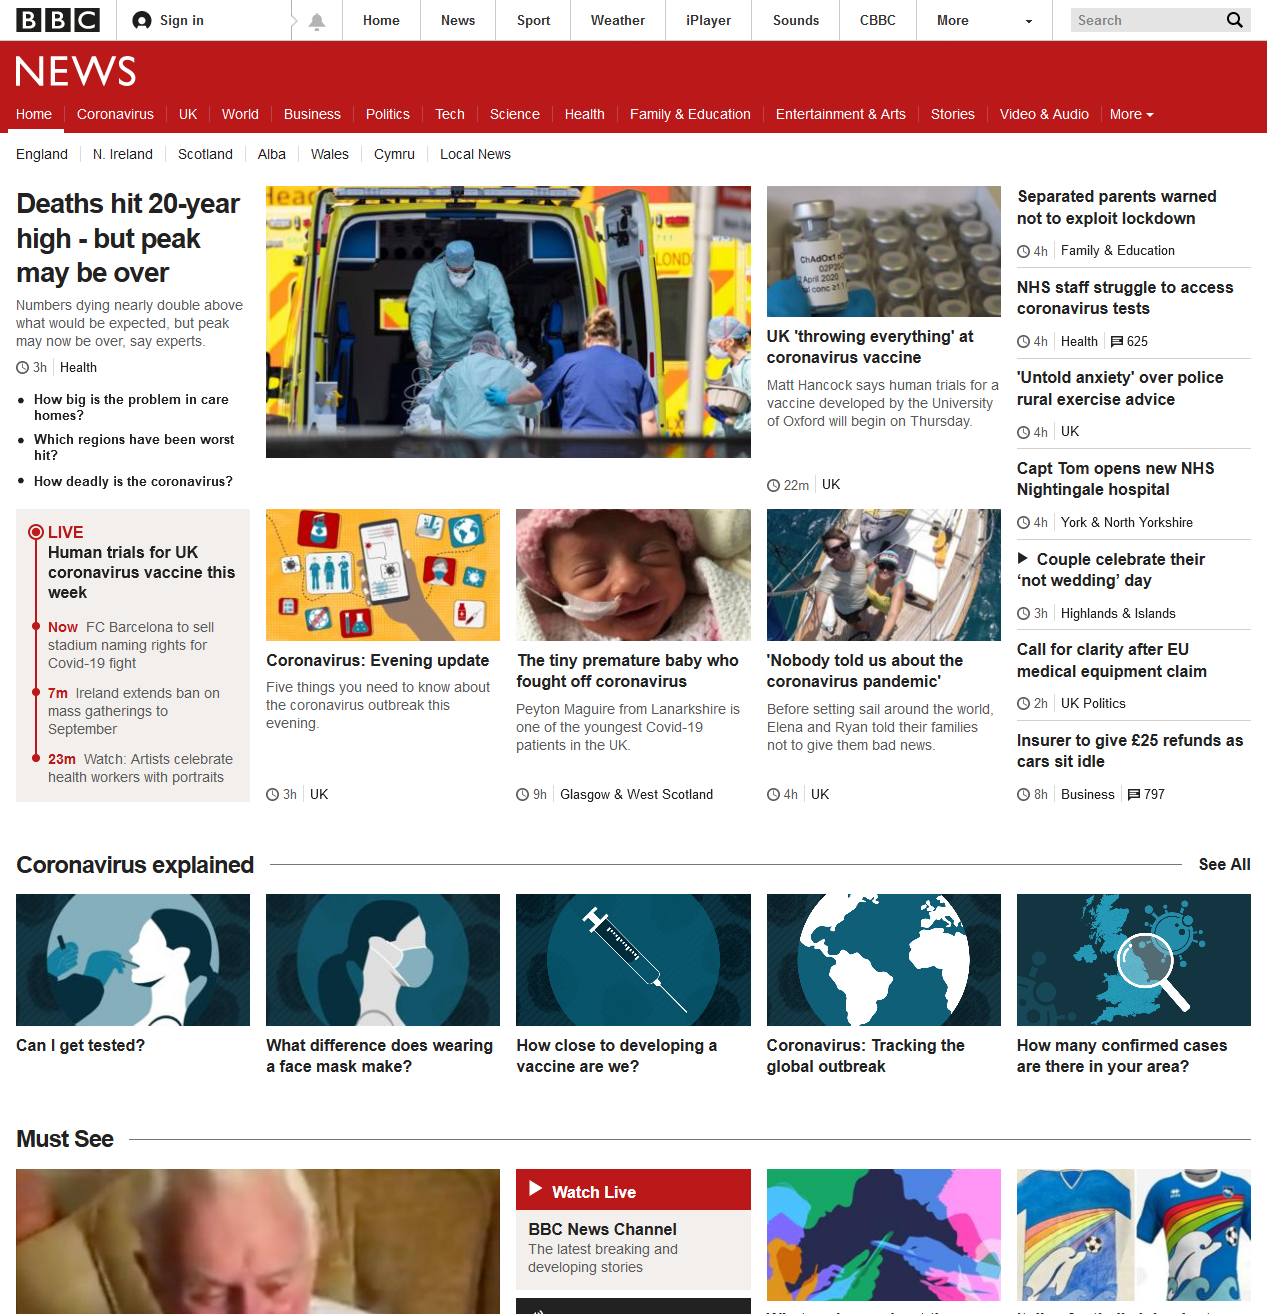 BBC
Sign in
Home
News
Sport
Weather
iPlayer
Sounds
CBBC
More
Search
NEWS
Home
Coronavirus
UK
World
Business
Politics
Tech
Science
Health
Family & Education
Entertainment & Arts
Stories
Video & Audio
More
England
N. Ireland
Scotland
Alba
Wales
Cymru
Local News
Deaths hit 20-year
high - but peak
may be over
Numbers dying nearly double above
what would be expected, but peak
may now be over, say experts.
3h Health
How big is the problem in care
homes?
Which regions have been worst
hit?
How deadly is the coronavirus?
ChAdOx1
UK 'throwing everything' at
coronavirus vaccine
Matt Hancock says human trials for a
vaccine developed by the University
of Oxford will begin on Thursday.
22m UK
Separated parents warned
not to exploit lockdown
4h Family & Education
NHS staff struggle to access
coronavirus tests
4h Health 625
'Untold anxiety' over police
rural exercise advice
4h UK
Capt Tom opens new NHS
Nightingale hospital
4h York & North Yorkshire
Couple celebrate their
‘not wedding’ day
3h Highlands & Islands
Call for clarity after EU
medical equipment claim
2h UK Politics
Insurer to give £25 refunds as
cars sit idle
8h Business 797
LIVE
Human trials for UK
coronavirus vaccine this
week
Now FC Barcelona to sell
stadium naming rights for
Covid-19 fight
7m Ireland extends ban on
mass gatherings to
September
23m Watch: Artists celebrate
health workers with portraits
Coronavirus: Evening update
Five things you need to know about
the coronavirus outbreak this
evening.
3h UK
The tiny premature baby who
fought off coronavirus
Peyton Maguire from Lanarkshire is
one of the youngest Covid-19
patients in the UK.
9h Glasgow & West Scotland
'Nobody told us about the
coronavirus pandemic'
Before setting sail around the world,
Elena and Ryan told their families
not to give them bad news.
4h UK
Coronavirus explained
See All
Can I get tested?
What difference does wearing
a face mask make?
How close to developing a
vaccine are we?
Coronavirus: Tracking the
global outbreak
How many confirmed cases
are there in your area?
Must See
Watch Live
BBC News Channel
The latest breaking and
developing stories